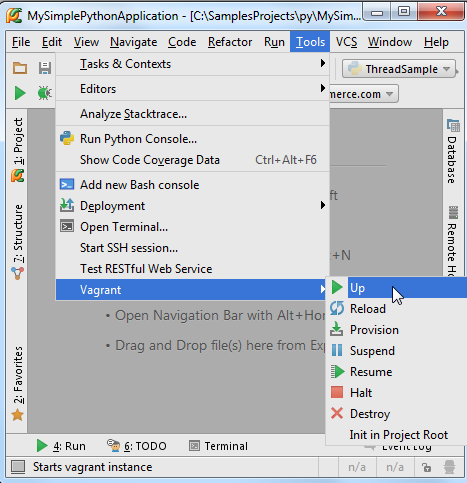 MySimplePythonApplication - [C:\SamplesProjects\py\MySim
File Edit View Navigate Code Refactor Run Tools VCS Window Help
ThreadSample
merce.com
Tasks & Contexts
Editors
Analyze Stacktrace...
Run Python Console...
Show Code Coverage Data Ctrl+Alt+F6
Add new Bash console
Deployment
Open Terminal...
Start SSH session...
Test RESTful Web Service
Vagrant
ft
+N
• Open Navigation Bar with Alt+Hor
• Drag and Drop file(s) here from Exp
Up
Reload
Provision
Suspend
Resume
Halt
Destroy
Init in Project Root
1: Project
7: Structure
2: Favorites
Database
Remote Ho
4: Run 6: TODO Terminal Event Log
Starts vagrant instance n/a n/a